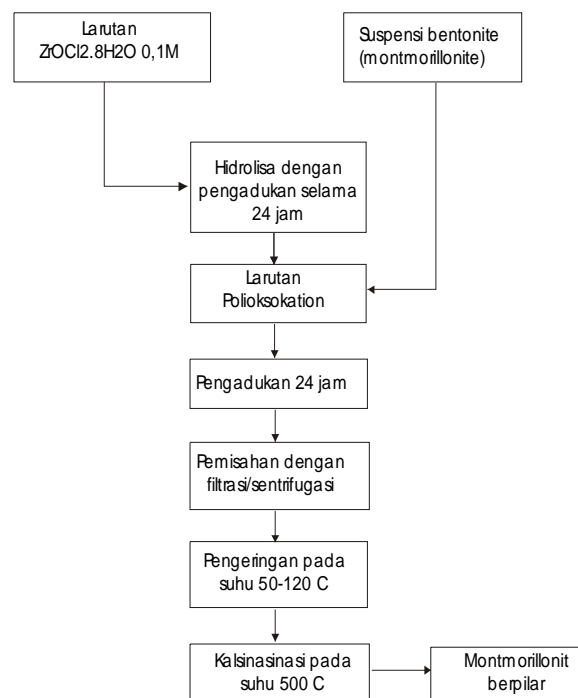 Larutan
ZrOCl2.8H2O 0,1M
Suspensi bentonite
(montmorillonite)
Hidrolisa dengan
pengadukan selama
24 jam
Larutan
Polioksokation
Pengadukan 24 jam
Pemisahan dengan
filtrasi/sentrifugasi
Pengeringan pada
suhu 50-120 C
Kalsinasinasi pada
suhu 500 C
Montmorillonit
berpilar